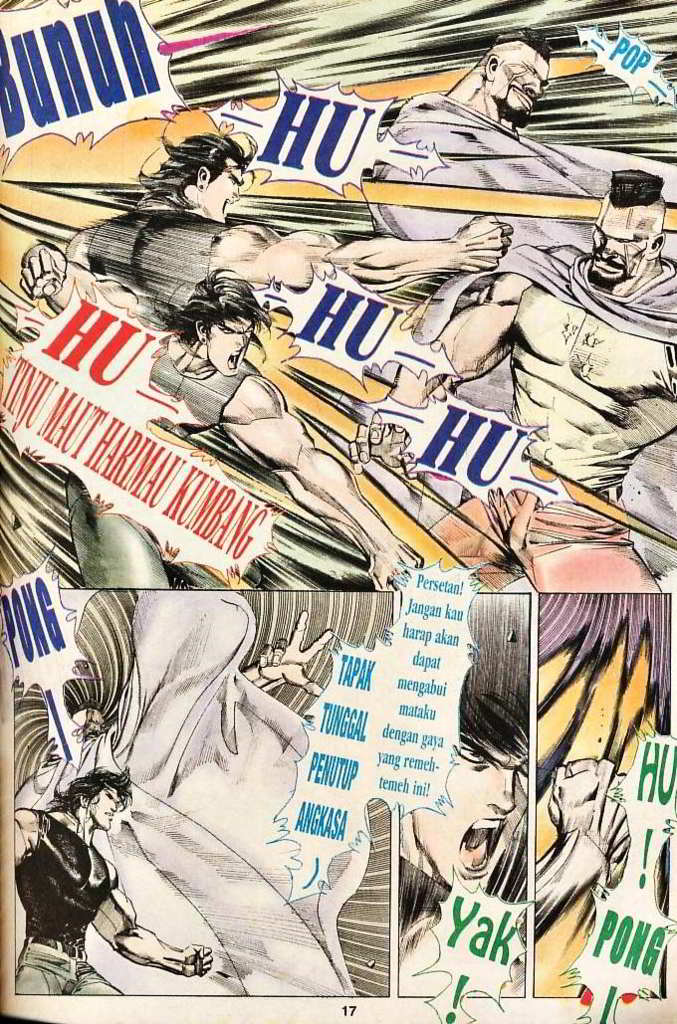 Bunuh
POP
HU
HU
HU
HU
TINJU MAUT HARIMAU KUMBANG
PONG
!
TAPAK
TUNGGAL
PENUTUP
ANGKASA
Persetan!
Jangan kau
harap akan
dapat
mengabui
mataku
dengan gaya
yang remeh-
temeh ini!
Yak
!
HU
!
PONG
!
17